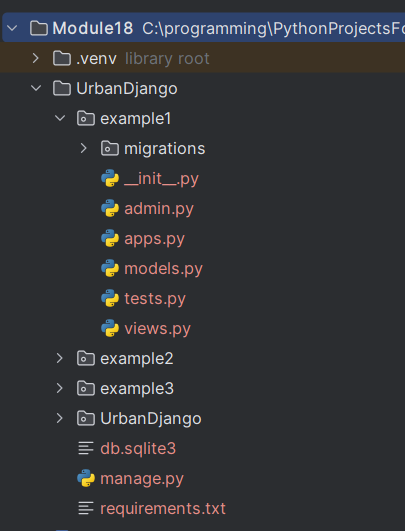 Module18 C:\programming\PythonProjectsFo
.venv library root
UrbanDjango
example1
migrations
__init__.py
admin.py
apps.py
models.py
tests.py
views.py
example2
example3
UrbanDjango
db.sqlite3
manage.py
requirements.txt